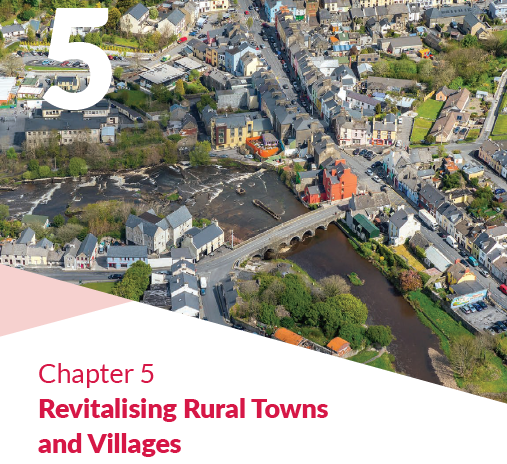 5
Chapter 5
Revitalising Rural Towns
and Villages